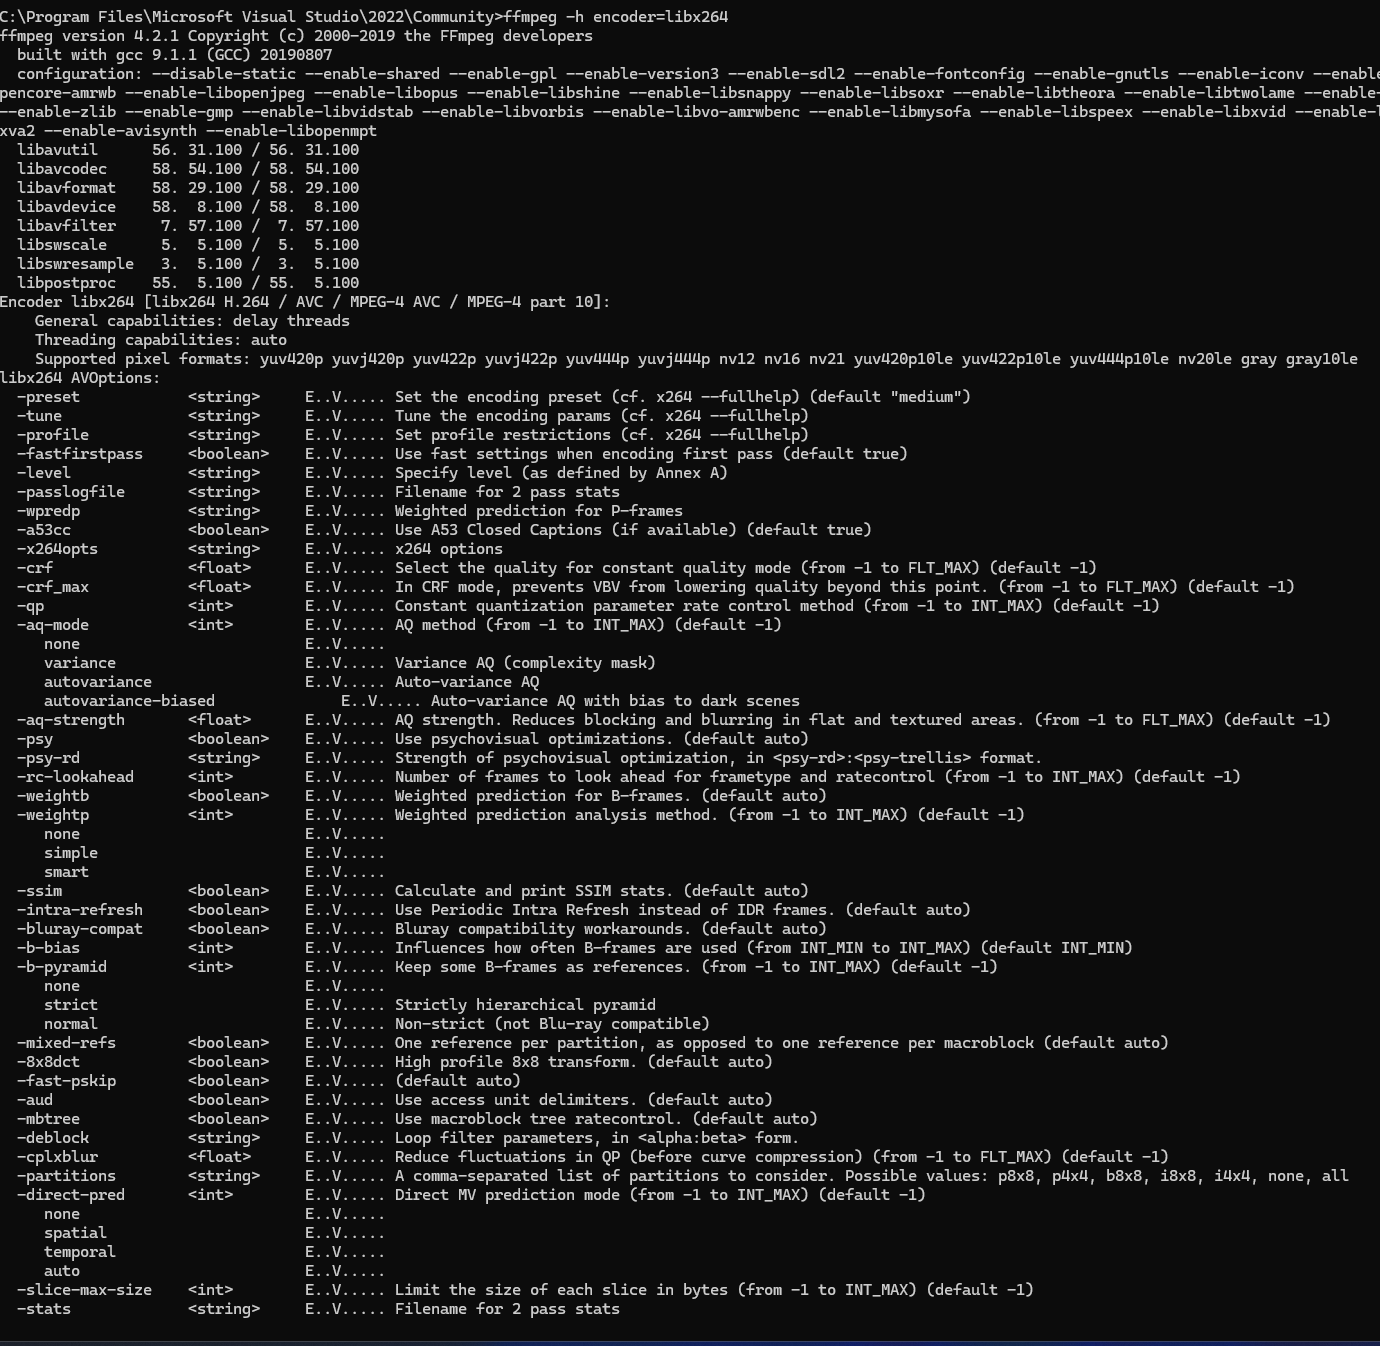 C:\Program Files\Microsoft Visual Studio\2022\Community>ffmpeg -h encoder=libx264
ffmpeg version 4.2.1 Copyright (c) 2000-2019 the FFmpeg developers
  built with gcc 9.1.1 (GCC) 20190807
  configuration: --disable-static --enable-shared --enable-gpl --enable-version3 --enable-sdl2 --enable-fontconfig --enable-gnutls --enable-iconv --enable
pencore-amrwb --enable-libopenjpeg --enable-libopus --enable-libshine --enable-libsnappy --enable-libsoxr --enable-libtheora --enable-libtwolame --enable-
--enable-zlib --enable-gmp --enable-libvidstab --enable-libvorbis --enable-libvo-amrwbenc --enable-libmysofa --enable-libspeex --enable-libxvid --enable-l
xva2 --enable-avisynth --enable-libopenmpt
  libavutil      56. 31.100 / 56. 31.100
  libavcodec     58. 54.100 / 58. 54.100
  libavformat    58. 29.100 / 58. 29.100
  libavdevice    58.  8.100 / 58.  8.100
  libavfilter     7. 57.100 /  7. 57.100
  libswscale      5.  5.100 /  5.  5.100
  libswresample   3.  5.100 /  3.  5.100
  libpostproc    55.  5.100 / 55.  5.100
Encoder libx264 [libx264 H.264 / AVC / MPEG-4 AVC / MPEG-4 part 10]:
    General capabilities: delay threads
    Threading capabilities: auto
    Supported pixel formats: yuv420p yuvj420p yuv422p yuvj422p yuv444p yuvj444p nv12 nv16 nv21 yuv420p10le yuv422p10le yuv444p10le nv20le gray gray10le
libx264 AVOptions:
  -preset            <string>     E..V..... Set the encoding preset (cf. x264 --fullhelp) (default "medium")
  -tune              <string>     E..V..... Tune the encoding params (cf. x264 --fullhelp)
  -profile           <string>     E..V..... Set profile restrictions (cf. x264 --fullhelp)
  -fastfirstpass     <boolean>    E..V..... Use fast settings when encoding first pass (default true)
  -level             <string>     E..V..... Specify level (as defined by Annex A)
  -passlogfile       <string>     E..V..... Filename for 2 pass stats
  -wpredp            <string>     E..V..... Weighted prediction for P-frames
  -a53cc             <boolean>    E..V..... Use A53 Closed Captions (if available) (default true)
  -x264opts          <string>     E..V..... x264 options
  -crf               <float>      E..V..... Select the quality for constant quality mode (from -1 to FLT_MAX) (default -1)
  -crf_max           <float>      E..V..... In CRF mode, prevents VBV from lowering quality beyond this point. (from -1 to FLT_MAX) (default -1)
  -qp                <int>        E..V..... Constant quantization parameter rate control method (from -1 to INT_MAX) (default -1)
  -aq-mode           <int>        E..V..... AQ method (from -1 to INT_MAX) (default -1)
     none                         E..V.....
     variance                     E..V..... Variance AQ (complexity mask)
     autovariance                 E..V..... Auto-variance AQ
     autovariance-biased              E..V..... Auto-variance AQ with bias to dark scenes
  -aq-strength       <float>      E..V..... AQ strength. Reduces blocking and blurring in flat and textured areas. (from -1 to FLT_MAX) (default -1)
  -psy               <boolean>    E..V..... Use psychovisual optimizations. (default auto)
  -psy-rd            <string>     E..V..... Strength of psychovisual optimization, in <psy-rd>:<psy-trellis> format.
  -rc-lookahead      <int>        E..V..... Number of frames to look ahead for frametype and ratecontrol (from -1 to INT_MAX) (default -1)
  -weightb           <boolean>    E..V..... Weighted prediction for B-frames. (default auto)
  -weightp           <int>        E..V..... Weighted prediction analysis method. (from -1 to INT_MAX) (default -1)
     none                         E..V.....
     simple                       E..V.....
     smart                        E..V.....
  -ssim              <boolean>    E..V..... Calculate and print SSIM stats. (default auto)
  -intra-refresh     <boolean>    E..V..... Use Periodic Intra Refresh instead of IDR frames. (default auto)
  -bluray-compat     <boolean>    E..V..... Bluray compatibility workarounds. (default auto)
  -b-bias            <int>        E..V..... Influences how often B-frames are used (from INT_MIN to INT_MAX) (default INT_MIN)
  -b-pyramid         <int>        E..V..... Keep some B-frames as references. (from -1 to INT_MAX) (default -1)
     none                         E..V.....
     strict                       E..V..... Strictly hierarchical pyramid
     normal                       E..V..... Non-strict (not Blu-ray compatible)
  -mixed-refs        <boolean>    E..V..... One reference per partition, as opposed to one reference per macroblock (default auto)
  -8x8dct            <boolean>    E..V..... High profile 8x8 transform. (default auto)
  -fast-pskip        <boolean>    E..V..... (default auto)
  -aud               <boolean>    E..V..... Use access unit delimiters. (default auto)
  -mbtree            <boolean>    E..V..... Use macroblock tree ratecontrol. (default auto)
  -deblock           <string>     E..V..... Loop filter parameters, in <alpha:beta> form.
  -cplxblur          <float>      E..V..... Reduce fluctuations in QP (before curve compression) (from -1 to FLT_MAX) (default -1)
  -partitions        <string>     E..V..... A comma-separated list of partitions to consider. Possible values: p8x8, p4x4, b8x8, i8x8, i4x4, none, all
  -direct-pred       <int>        E..V..... Direct MV prediction mode (from -1 to INT_MAX) (default -1)
     none                         E..V.....
     spatial                      E..V.....
     temporal                     E..V.....
     auto                         E..V.....
  -slice-max-size    <int>        E..V..... Limit the size of each slice in bytes (from -1 to INT_MAX) (default -1)
  -stats             <string>     E..V..... Filename for 2 pass stats